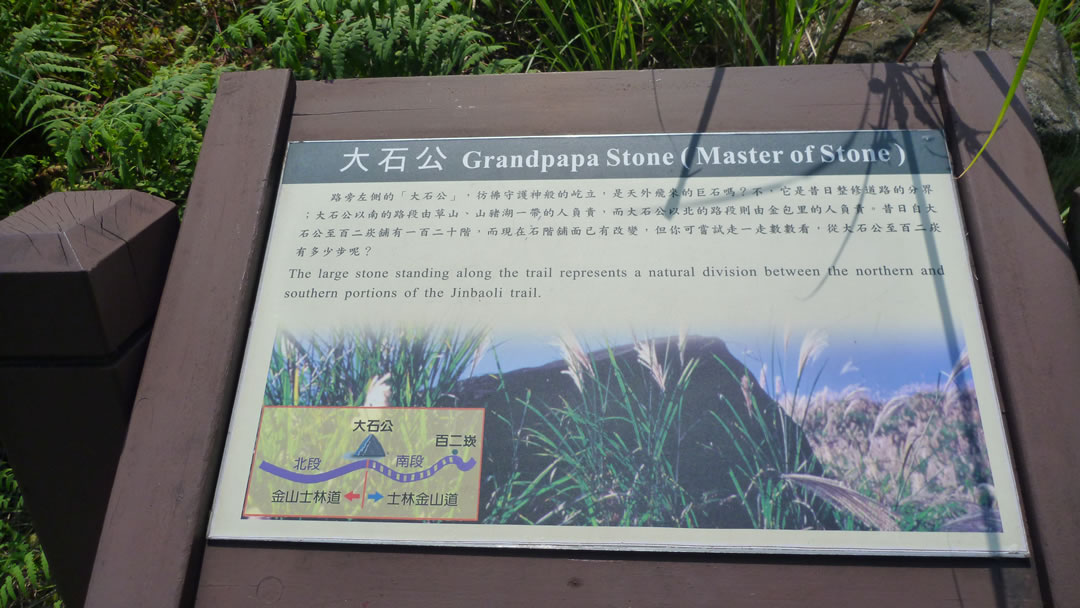 大石公 Grandpapa Stone ( Master of Stone )
路旁左側的「大石公」，彷彿守護神般的屹立，是天外飛來的巨石嗎？不，它是昔日整修道路的分界
；大石公以南的路段由草山、山豬湖一帶的人員責，而大石公以北的路段則由金包里的人員責。昔日自大
石公至百二崁舖有一百二十階，而現在石階舖面已有改變，但你可嘗試走一走數數看，從大石公至百二崁
有多少步呢？
The large stone standing along the trail represents a natural division between the northern and
southern portions of the Jinbaoli trail.
大石公
百二崁
北段
南段
金山士林道
士林金山道